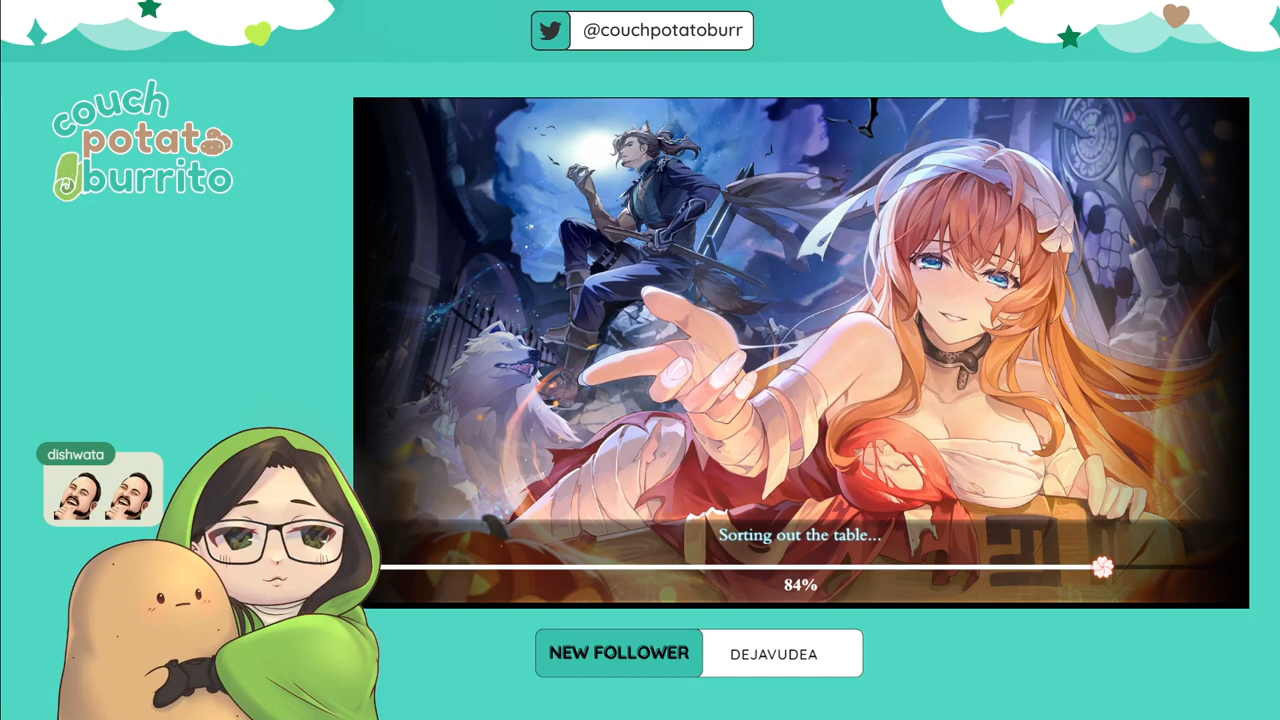 @couchpotatoburr
couch
potato
burrito
dishwata
Sorting out the table...
84%
NEW FOLLOWER
DEJAVUDEA